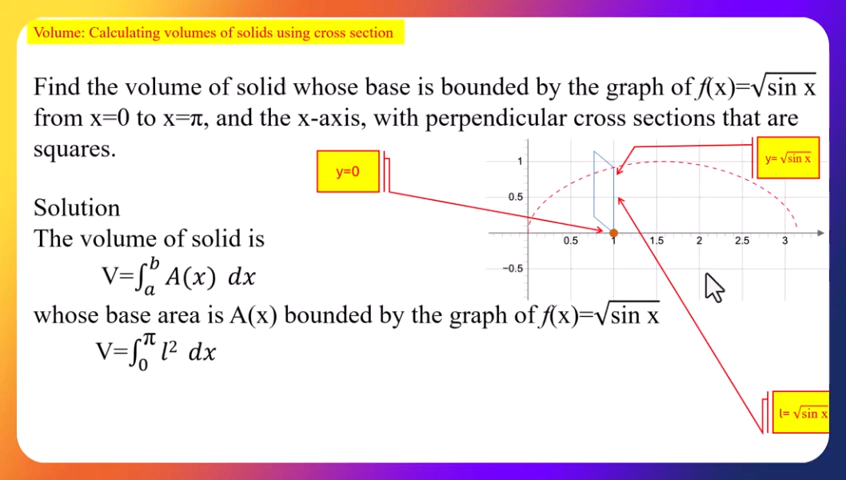 Volume: Calculating volumes of solids using cross section
Find the volume of solid whose base is bounded by the graph of f(x)=√sin x
from x=0 to x=π, and the x-axis, with perpendicular cross sections that are
squares.
y=0
y= √sin x
1
0.5
0.5 1 1.5 2 2.5 3
−0.5
Solution
The volume of solid is
V=∫ₐᵇ A(x) dx
whose base area is A(x) bounded by the graph of f(x)=√sin x
V=∫₀^π l² dx
l= √sin x